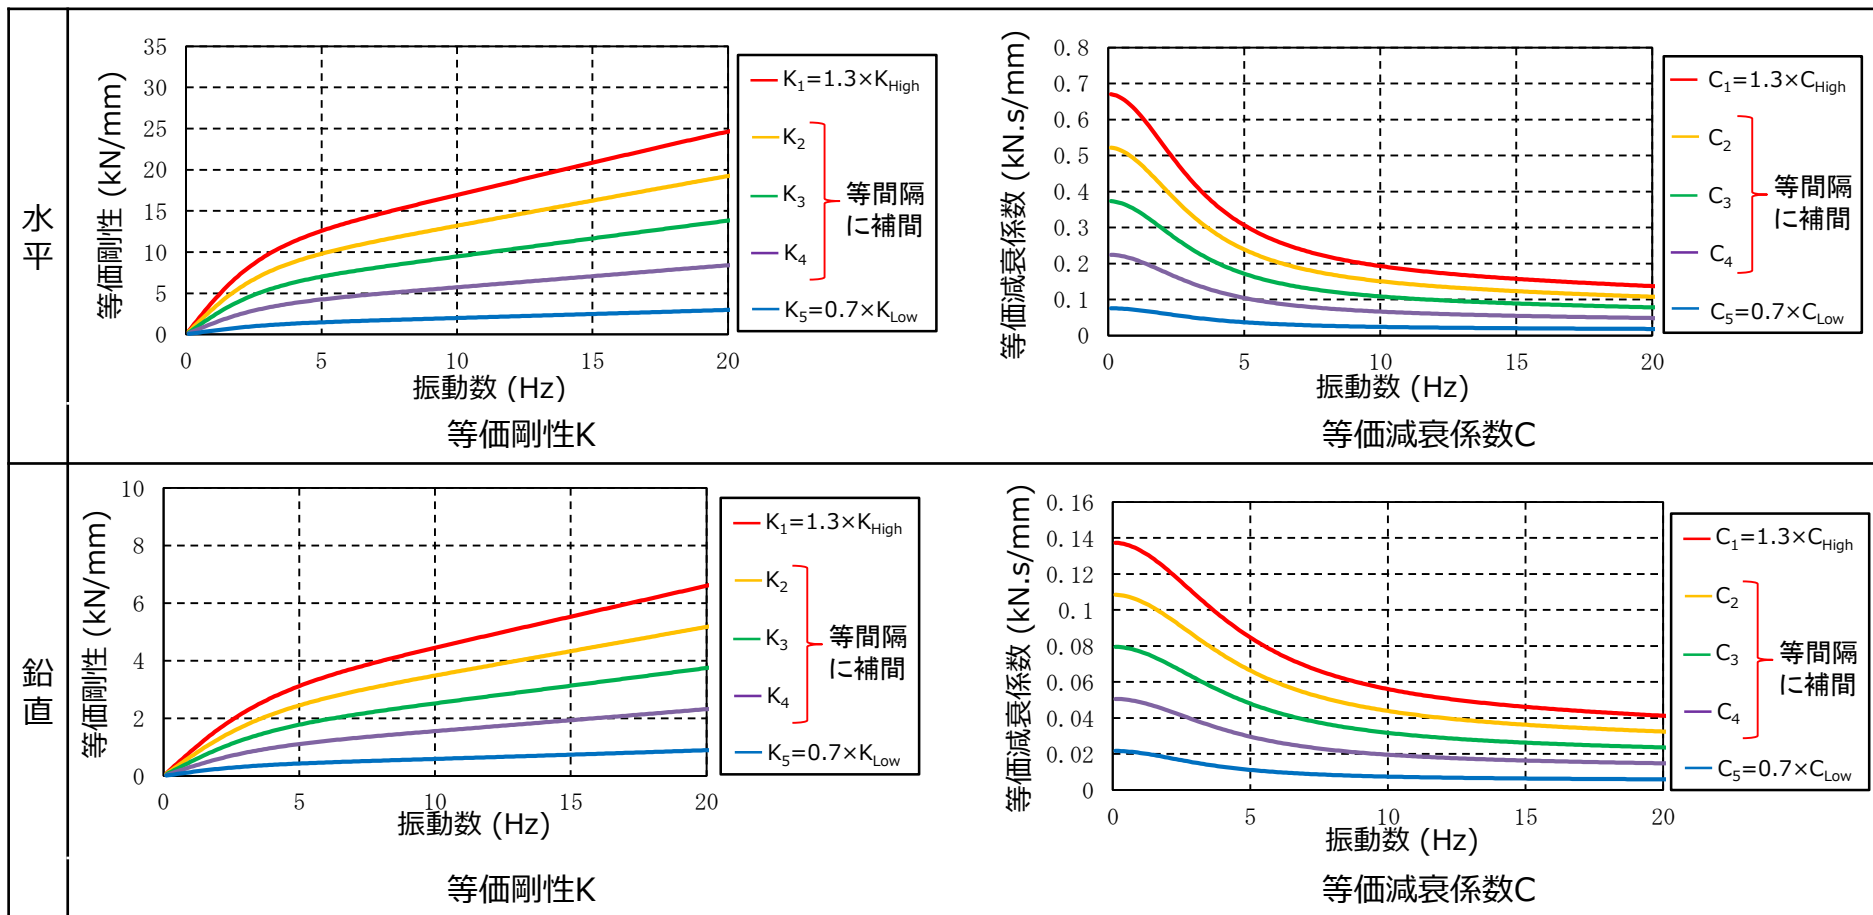 水平
35
30
25
20
15
10
5
0
0 5 10 15 20
等価剛性 (kN/mm)
振動数 (Hz)
K1=1.3×KHigh
K2
K3
K4
等間隔
に補間
K5=0.7×KLow
等価剛性K
0.8
0.7
0.6
0.5
0.4
0.3
0.2
0.1
0
0 5 10 15 20
等価減衰係数 (kN.s/mm)
振動数 (Hz)
C1=1.3×CHigh
C2
C3
C4
等間隔
に補間
C5=0.7×CLow
等価減衰係数C
鉛直
10
8
6
4
2
0
0 5 10 15 20
等価剛性 (kN/mm)
振動数 (Hz)
K1=1.3×KHigh
K2
K3
K4
等間隔
に補間
K5=0.7×KLow
等価剛性K
0.16
0.14
0.12
0.1
0.08
0.06
0.04
0.02
0
0 5 10 15 20
等価減衰係数 (kN.s/mm)
振動数 (Hz)
C1=1.3×CHigh
C2
C3
C4
等間隔
に補間
C5=0.7×CLow
等価減衰係数C